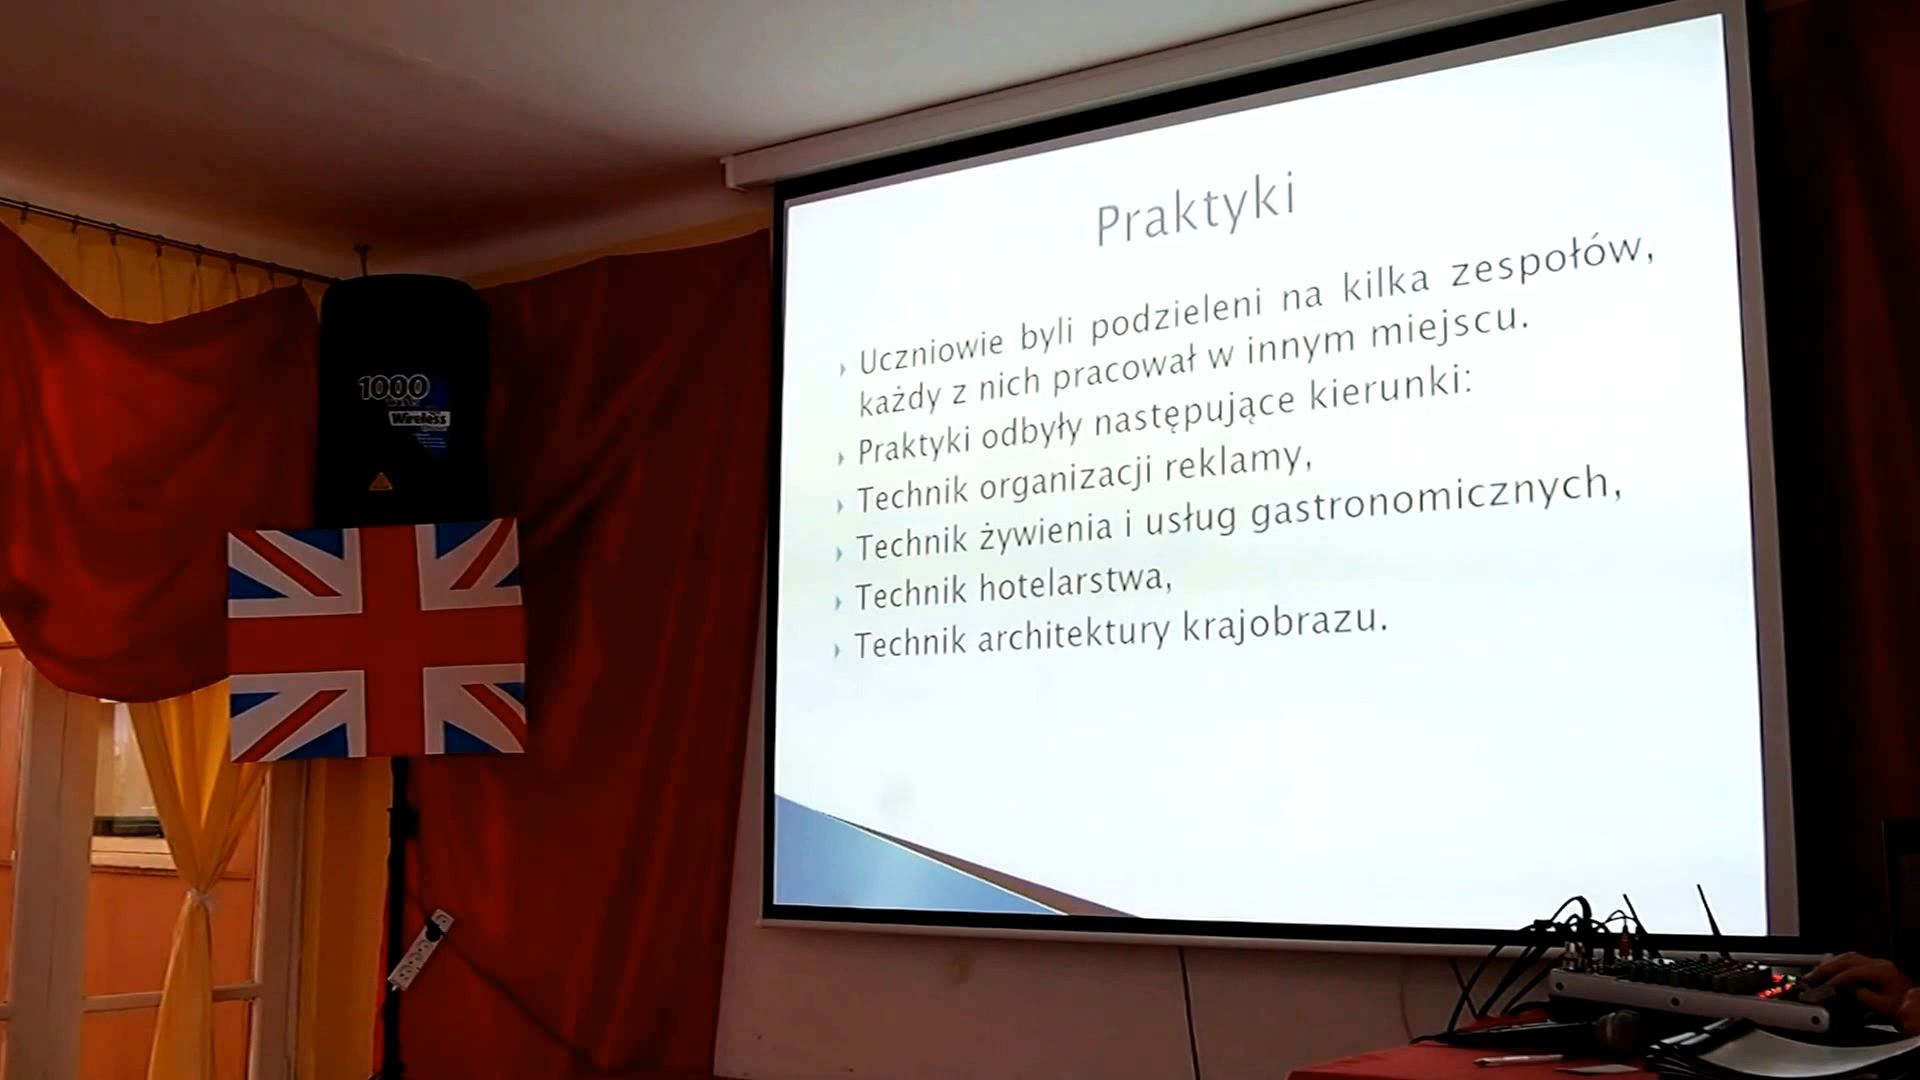 Praktyki
Uczniowie byli podzieleni na kilka zespołów,
każdy z nich pracował w innym miejscu.
Praktyki odbyły następujące kierunki:
Technik organizacji reklamy,
Technik żywienia i usług gastronomicznych,
Technik hotelarstwa,
Technik architektury krajobrazu.
1000
Wireless